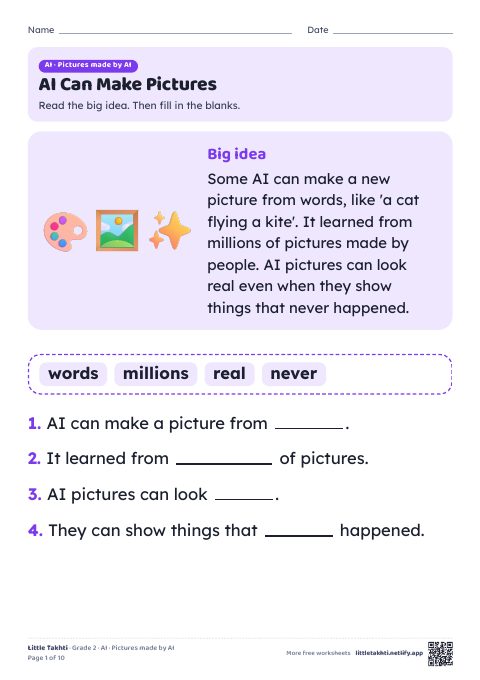 Name Date
AI · Pictures made by AI
AI Can Make Pictures
Read the big idea. Then fill in the blanks.
Big idea
Some AI can make a new
picture from words, like 'a cat
flying a kite'. It learned from
millions of pictures made by
people. AI pictures can look
real even when they show
things that never happened.
words millions real never
1. AI can make a picture from ________.
2. It learned from ________ of pictures.
3. AI pictures can look ________.
4. They can show things that ________ happened.
Little Takhti · Grade 2 · AI · Pictures made by AI
Page 1 of 10
More free worksheets · littletakhti.netlify.app